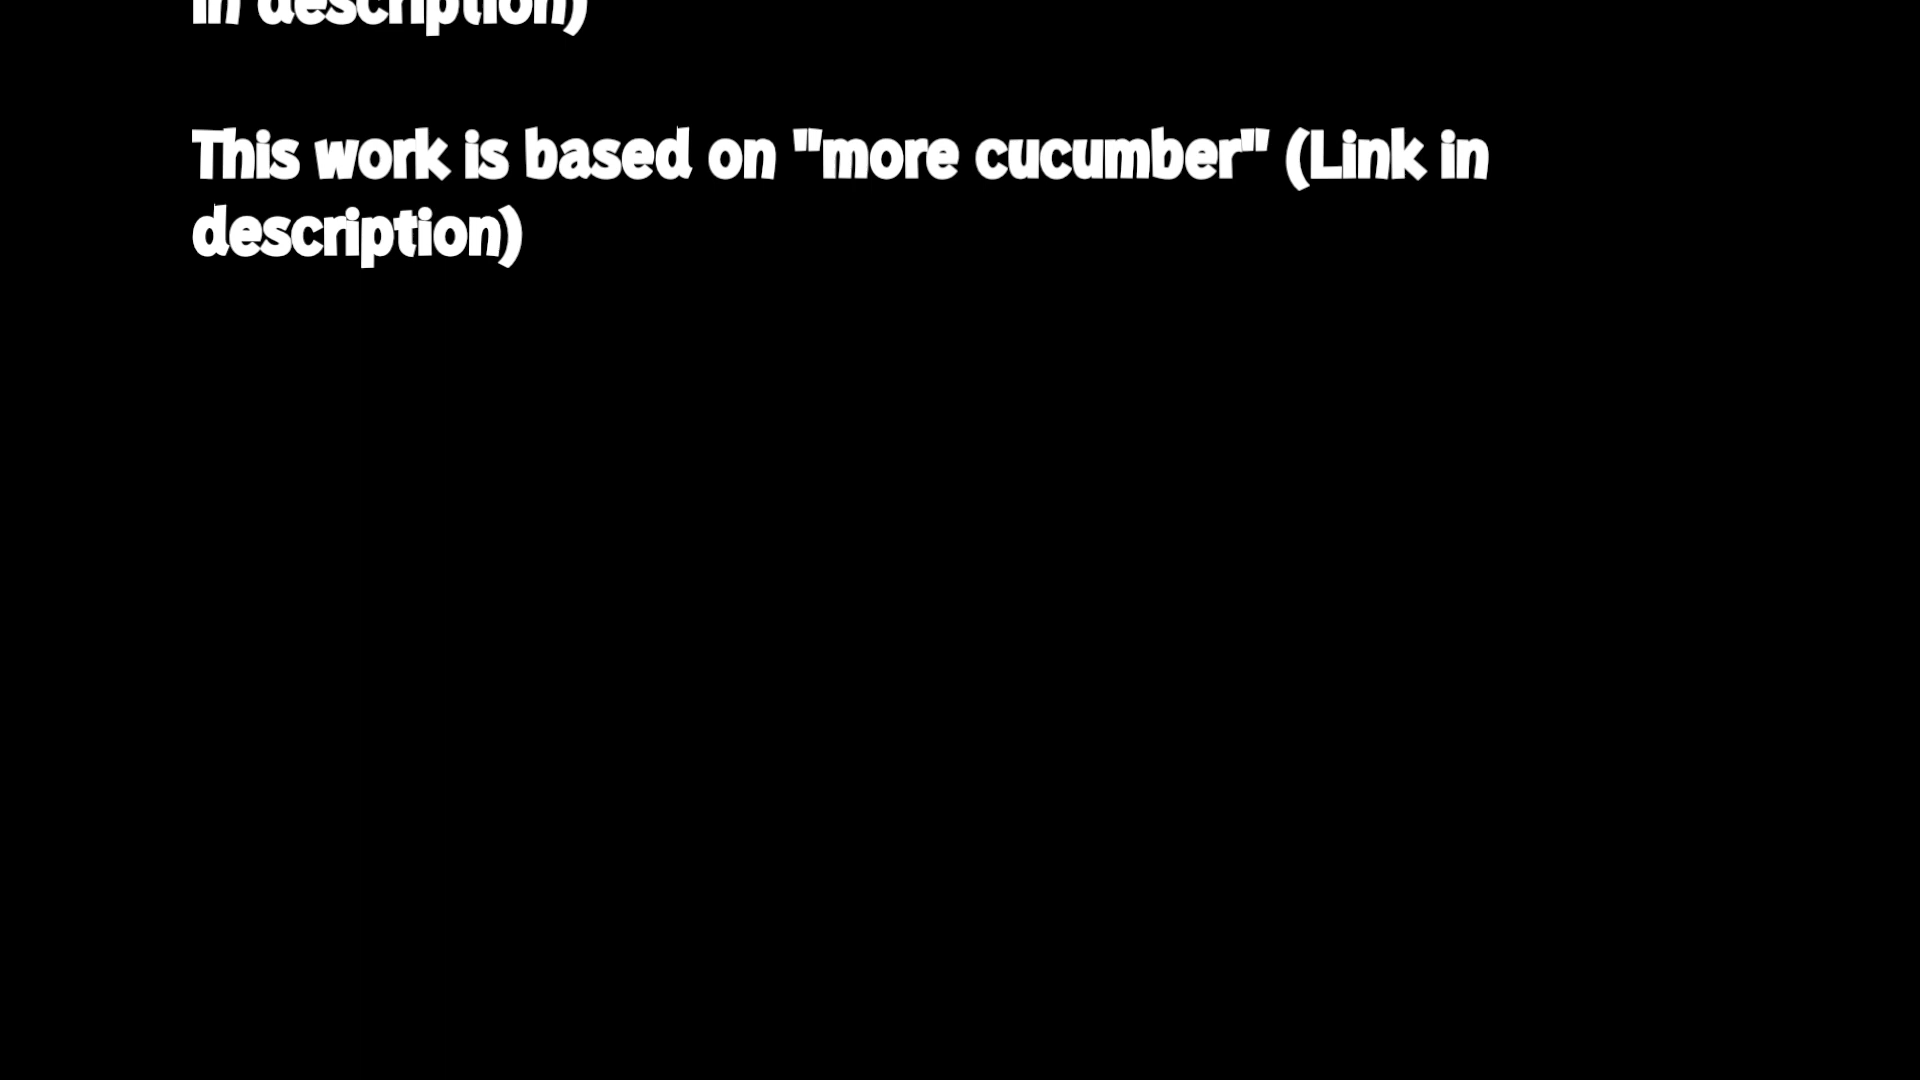 in description)
This work is based on "more cucumber" (Link in
description)